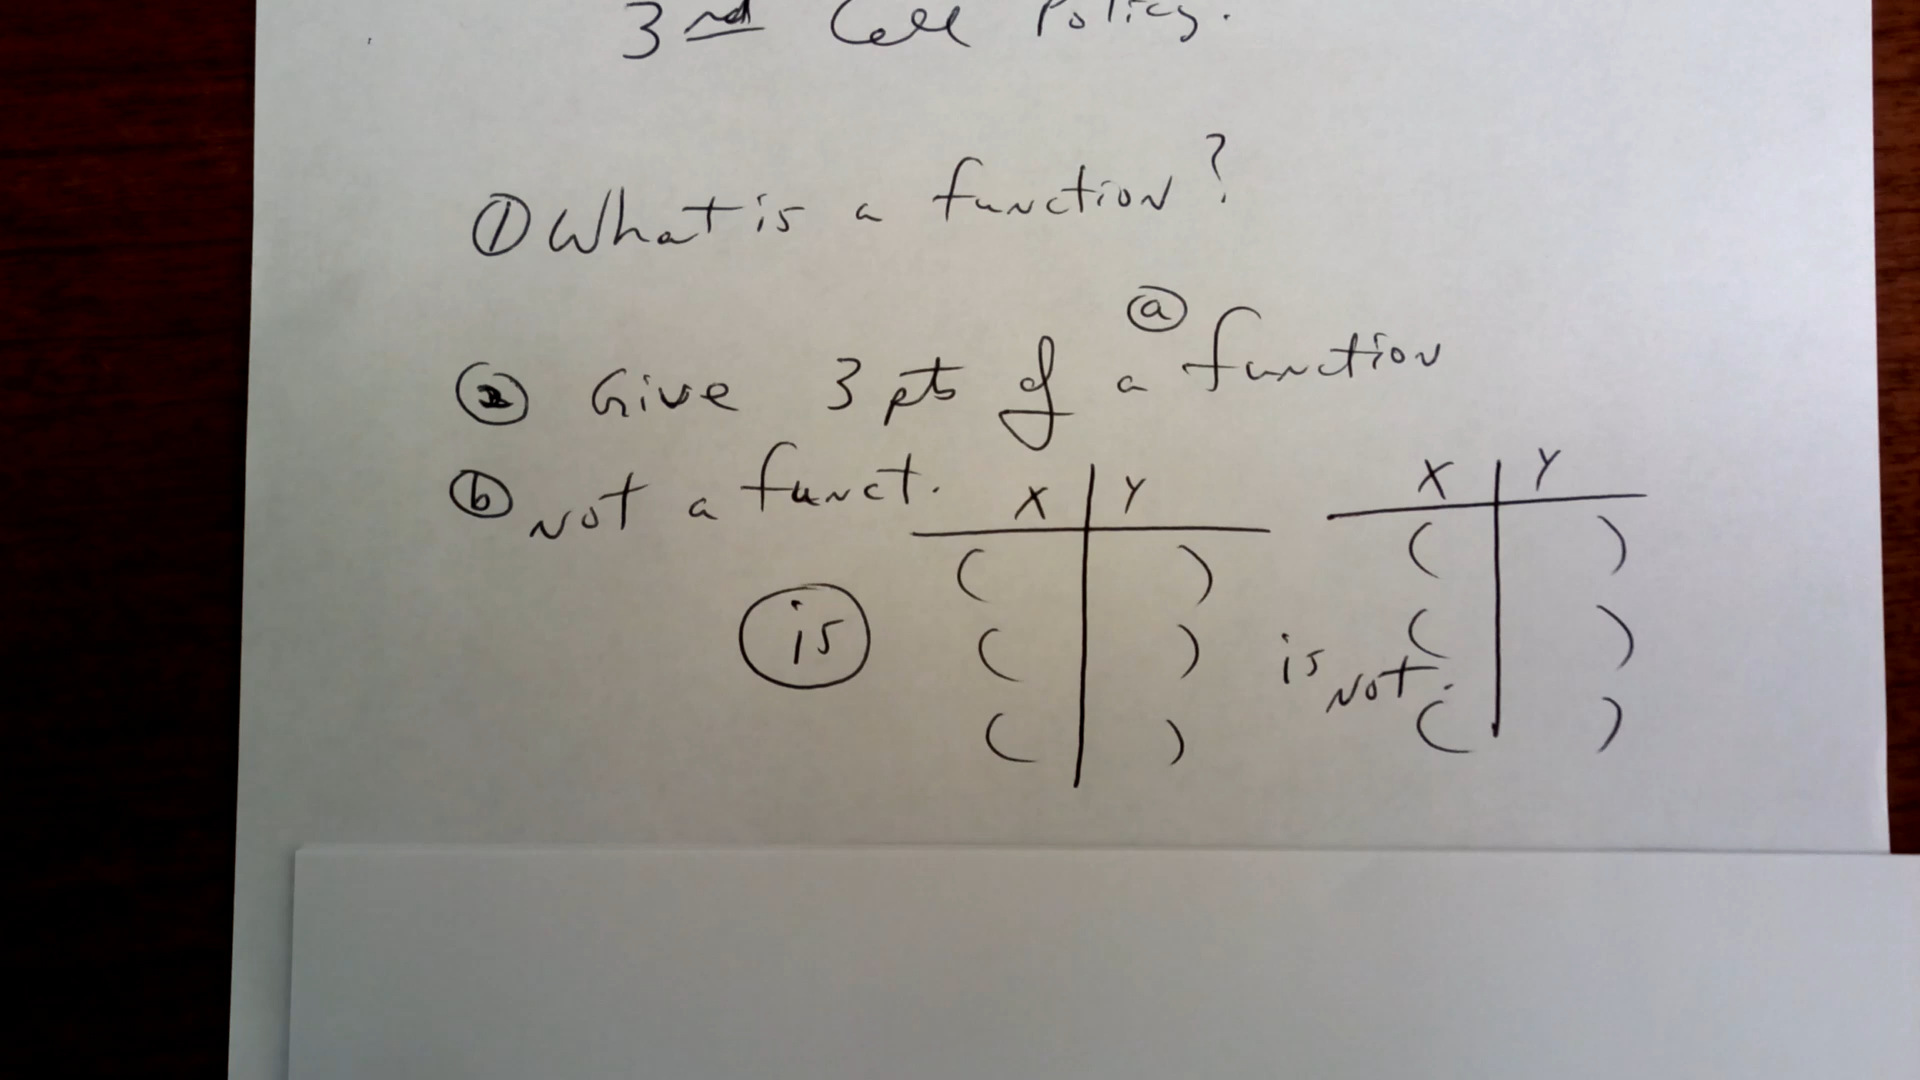 3rd Cell Policy.
① What is a function?
② Give 3 pts of ⓐ a function
ⓑ Not a funct.
X | Y
X | Y
( )
( )
is
( )
( )
is not.
( )
( )